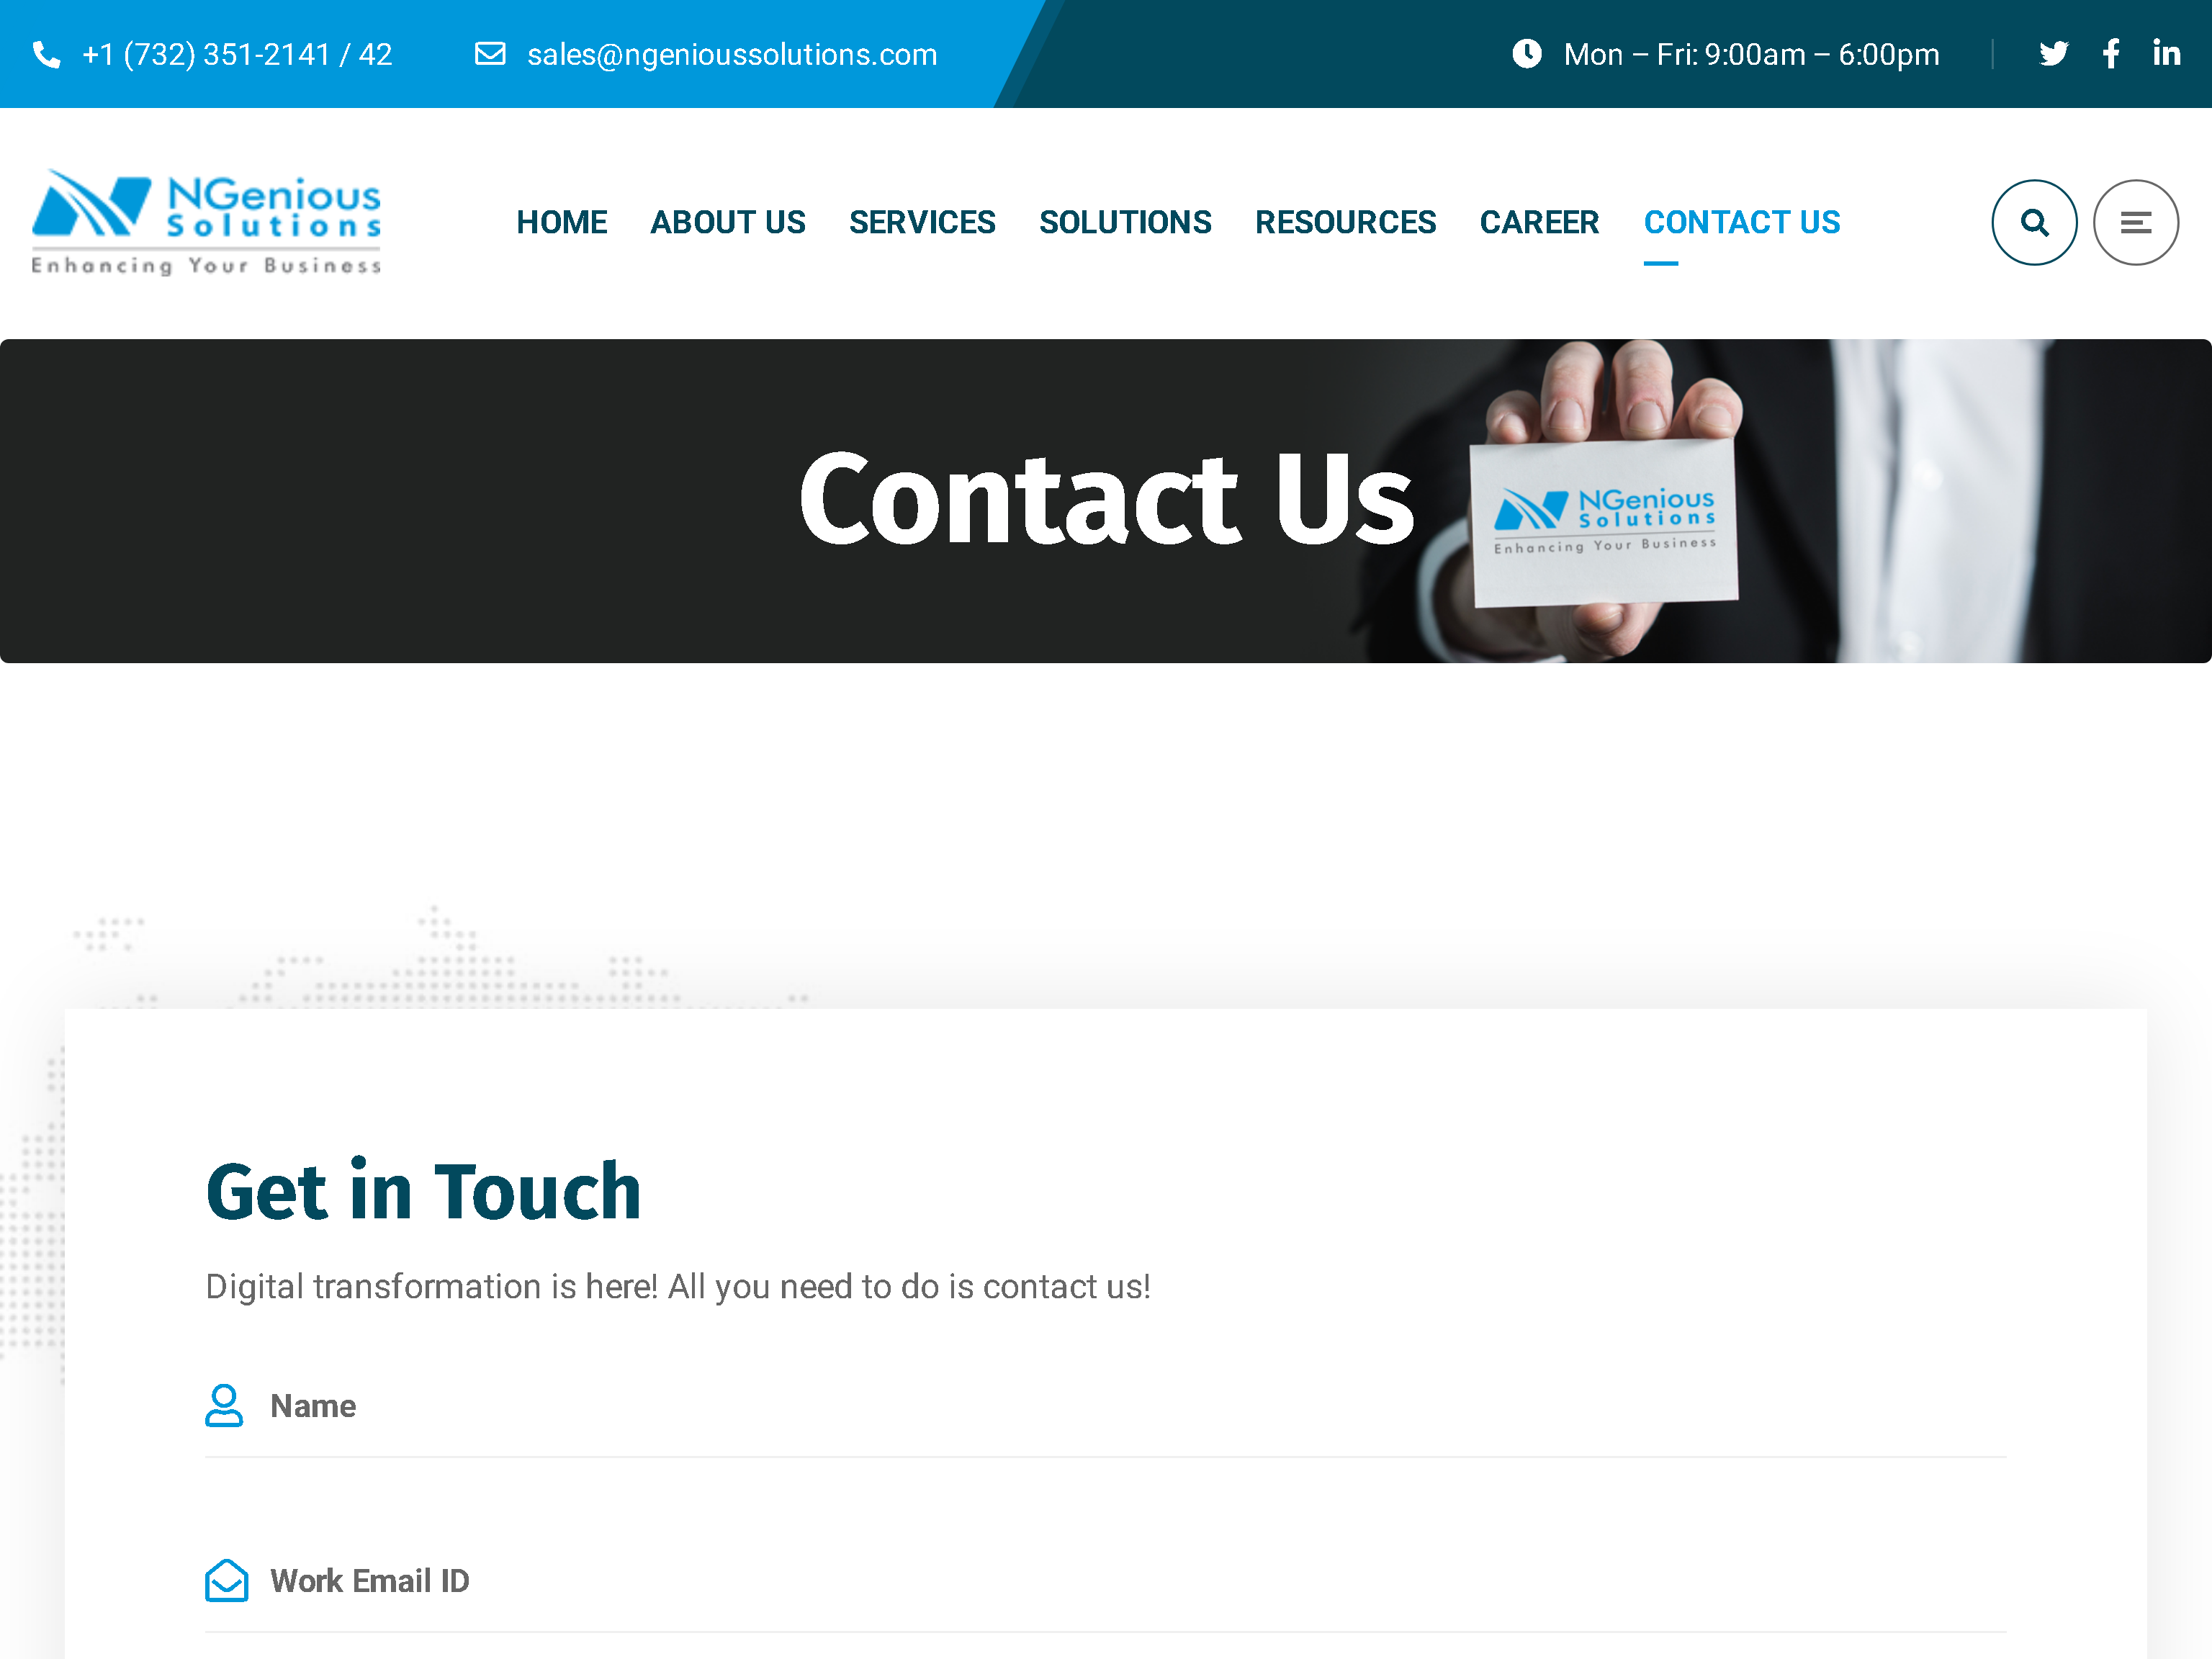 +1 (732) 351-2141 / 42
sales@ngenioussolutions.com
Mon – Fri: 9:00am – 6:00pm
NGenious
Solutions
Enhancing Your Business
HOME
ABOUT US
SERVICES
SOLUTIONS
RESOURCES
CAREER
CONTACT US
Contact Us
NGenious
Solutions
Enhancing Your Business
Get in Touch
Digital transformation is here! All you need to do is contact us!
Name
Work Email ID